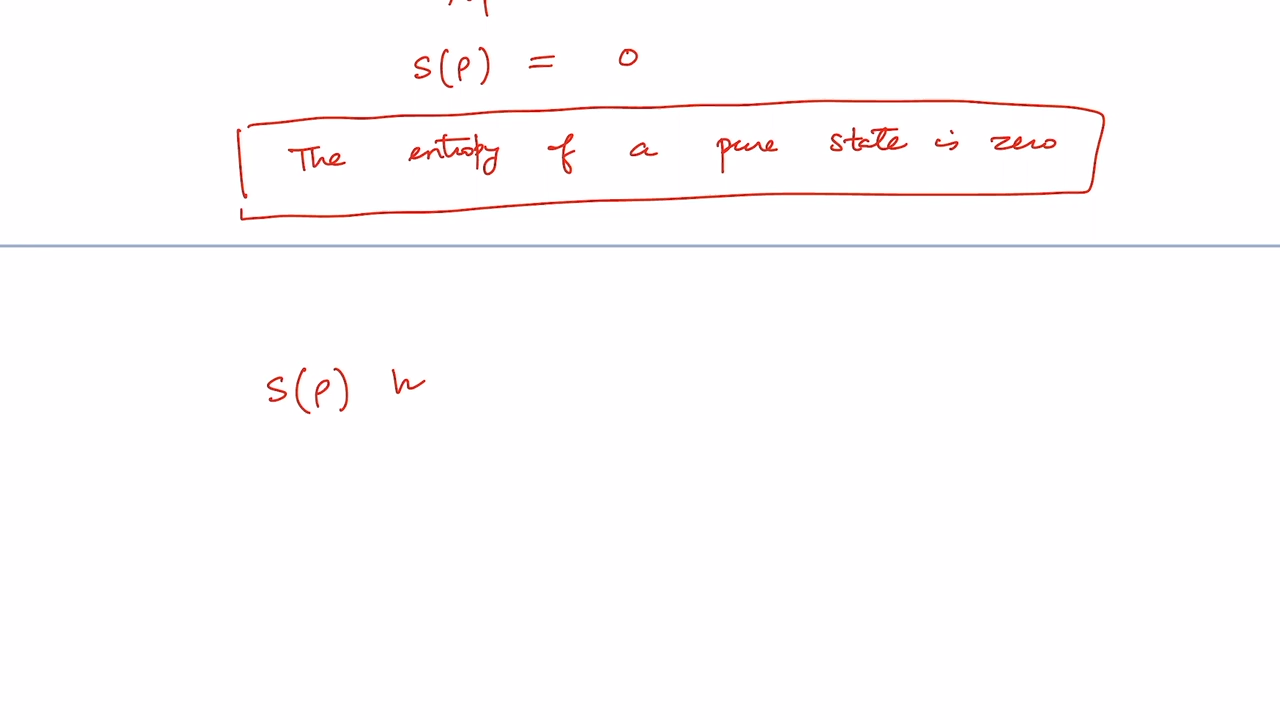 S(ρ) = 0
The entropy of a pure state is zero
S(ρ) h